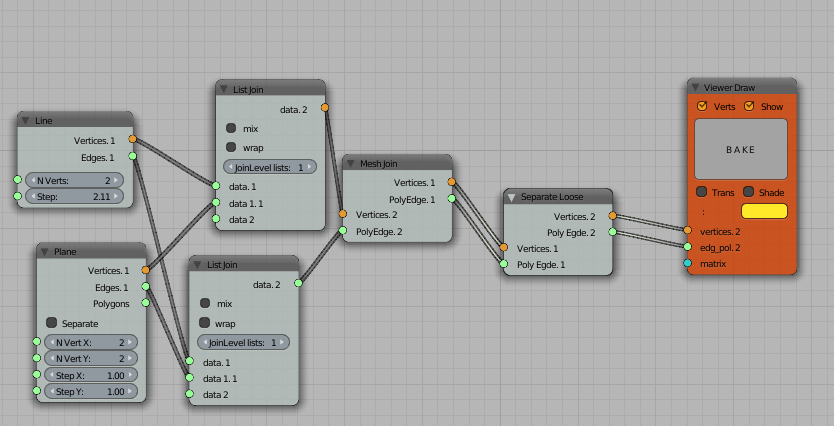 Line
Vertices. 1
Edges. 1
N Verts: 2
Step: 2.11
Plane
Vertices. 1
Edges. 1
Polygons
Separate
N Vert X: 2
N Vert Y: 2
Step X: 1.00
Step Y: 1.00
List Join
data. 2
mix
wrap
JoinLevel lists: 1
data. 1
data 1. 1
data 2
List Join
data. 2
mix
wrap
JoinLevel lists: 1
data. 1
data 1. 1
data 2
Mesh Join
Vertices. 1
PolyEdge. 1
Vertices. 2
PolyEdge. 2
Separate Loose
Vertices. 2
Poly Egde. 2
Vertices. 1
Poly Egde. 1
Viewer Draw
Verts Show
BAKE
Trans Shade
:
vertices. 2
edg_pol. 2
matrix